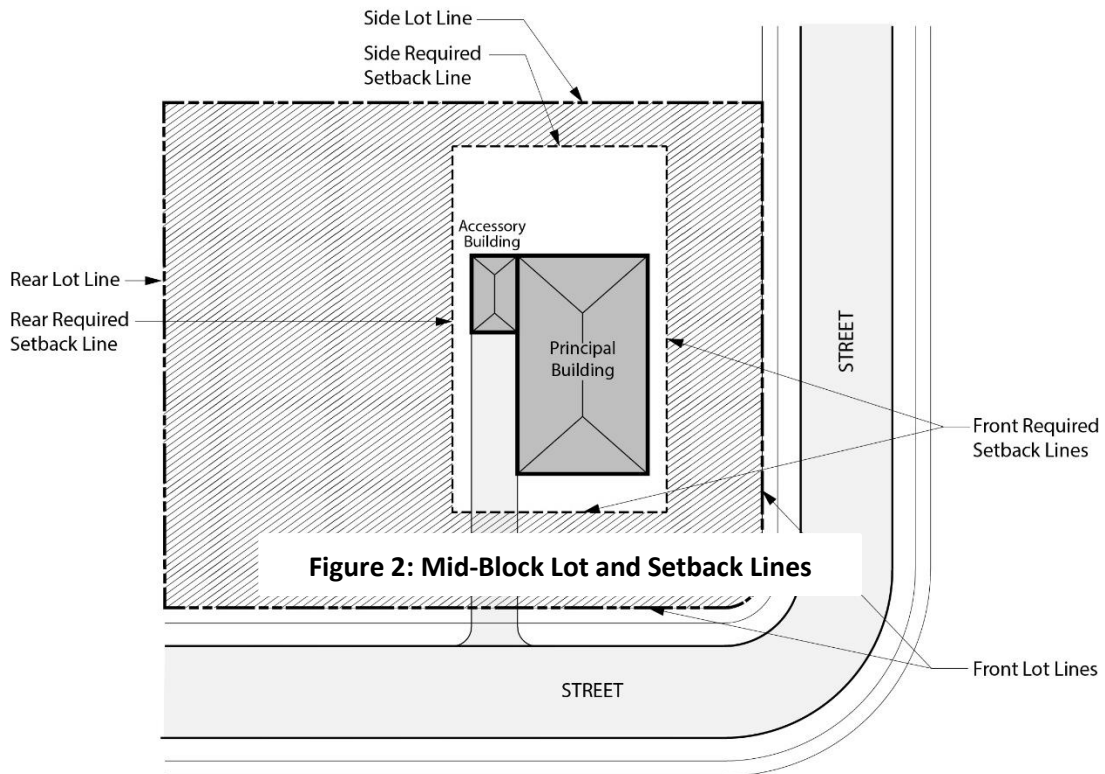 Side Lot Line
Side Required
Setback Line
Accessory
Building
Rear Lot Line
Rear Required
Setback Line
Principal
Building
STREET
Front Required
Setback Lines
Figure 2: Mid-Block Lot and Setback Lines
Front Lot Lines
STREET